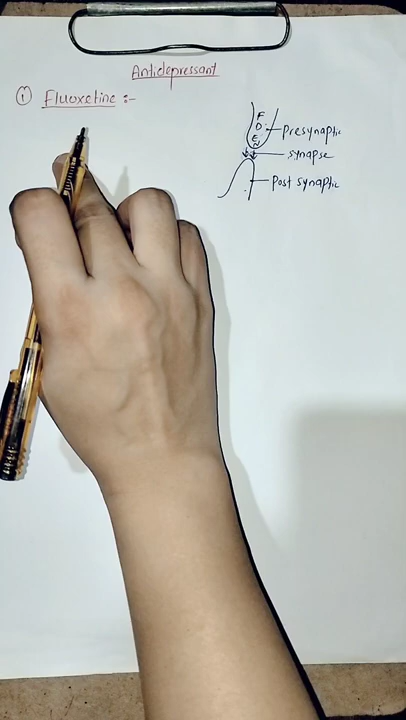 Antidepressant
① Fluoxetine :-
F
D
E
N
Presynaptic
synapse
Post synaptic